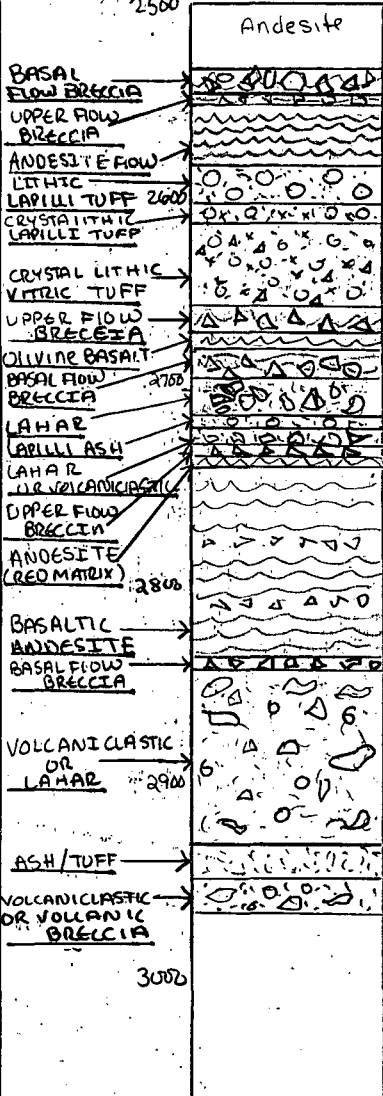 2500
Andesite
BASAL
FLOW BRECCIA
UPPER FLOW
BRECCIA
ANDESITE FLOW
LITHIC
LAPILLI TUFF 2600
CRYSTALITHIC
LAPILLI TUFF
CRYSTAL LITHIC
VITRIC TUFF
UPPER FLOW
BRECEIA
OLIVINE BASALT
BASAL FLOW 2700
BRECCIA
LAHAR
LAPILLI ASH
LAHAR
OR VOLCANICLASTIC
UPPER FLOW
BRECCIA
ANDESITE
(RED MATRIX)
2800
BASALTIC
ANDESITE
BASAL FLOW
BRECCIA
VOLCANICLASTIC
OR
LAHAR 2900
ASH/TUFF
VOLCANICLASTIC
OR VOLCANIC
BRECCIA
3000